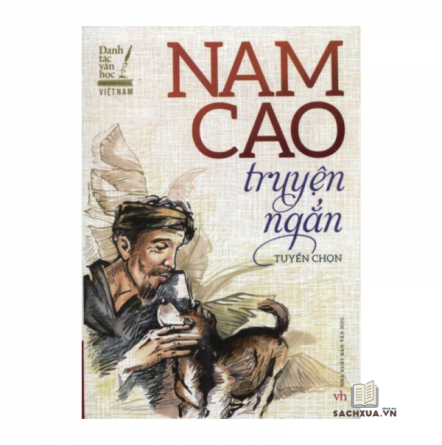 Danh
tác
văn
học
VIỆT NAM
NAM
CAO
truyện
ngắn
TUYỂN CHỌN
NHÀ XUẤT BẢN VĂN HỌC
vh
SACHXUA.VN